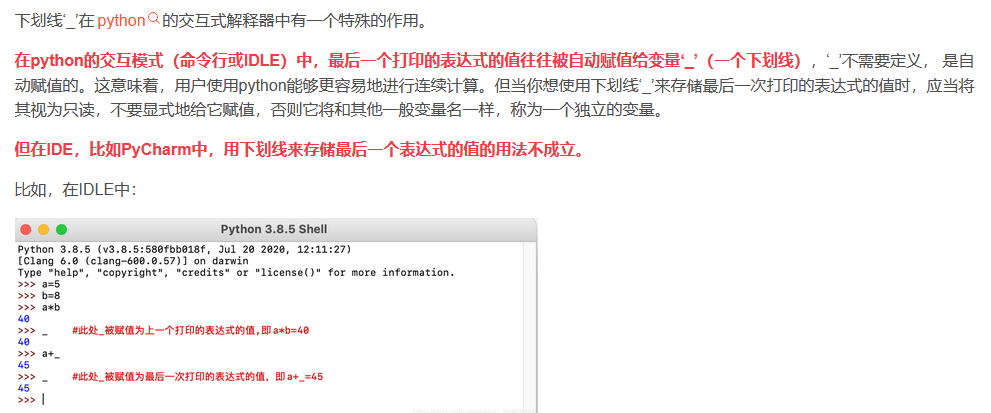 下划线‘_’在 python 的交互式解释器中有一个特殊的作用。
在python的交互模式（命令行或IDLE）中，最后一个打印的表达式的值往往被自动赋值给变量‘_’（一个下划线），‘_’不需要定义， 是自
动赋值的。这意味着，用户使用python能够更容易地进行连续计算。但当你想使用下划线‘_’来存储最后一次打印的表达式的值时，应当将
其视为只读，不要显式地给它赋值，否则它将和其他一般变量名一样，称为一个独立的变量。
但在IDE，比如PyCharm中，用下划线来存储最后一个表达式的值的用法不成立。
比如，在IDLE中：
Python 3.8.5 Shell
Python 3.8.5 (v3.8.5:580fbb018f, Jul 20 2020, 12:11:27)
[Clang 6.0 (clang-600.0.57)] on darwin
Type "help", "copyright", "credits" or "license()" for more information.
>>> a=5
>>> b=8
>>> a*b
40
>>> _    #此处_被赋值为上一个打印的表达式的值,即a*b=40
40
>>> a+_
45
>>> _    #此处_被赋值为最后一次打印的表达式的值，即a+_=45
45
>>>